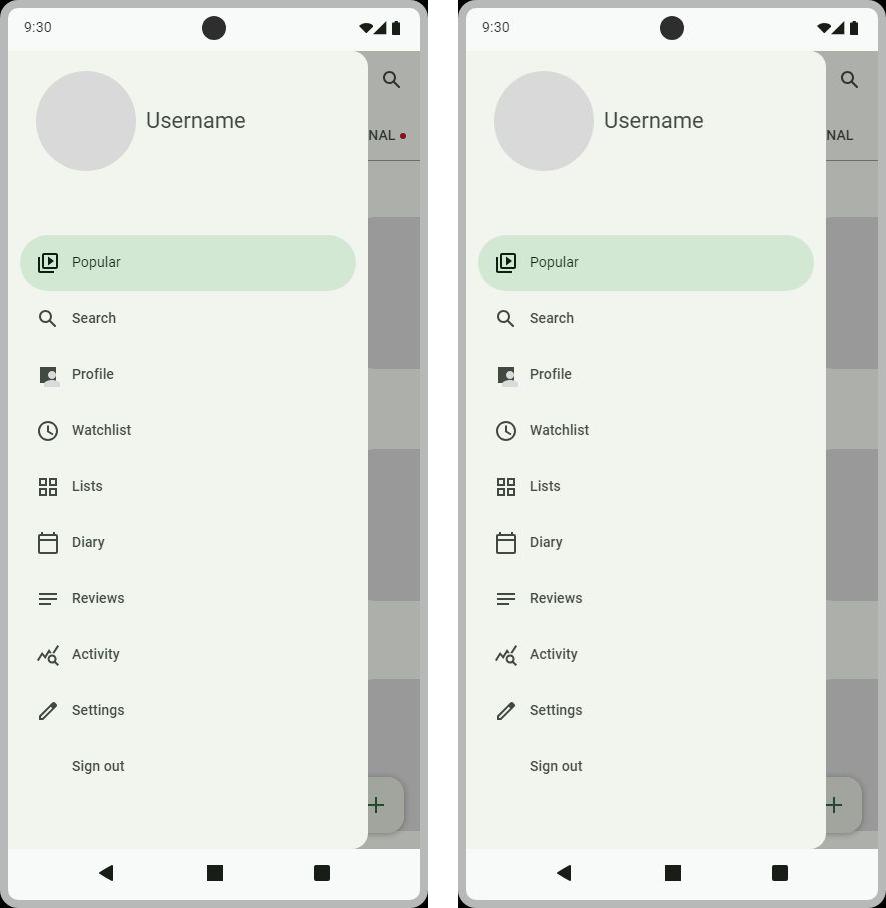 9:30
Username
NAL
Popular
Search
Profile
Watchlist
Lists
Diary
Reviews
Activity
Settings
Sign out
9:30
Username
NAL
Popular
Search
Profile
Watchlist
Lists
Diary
Reviews
Activity
Settings
Sign out